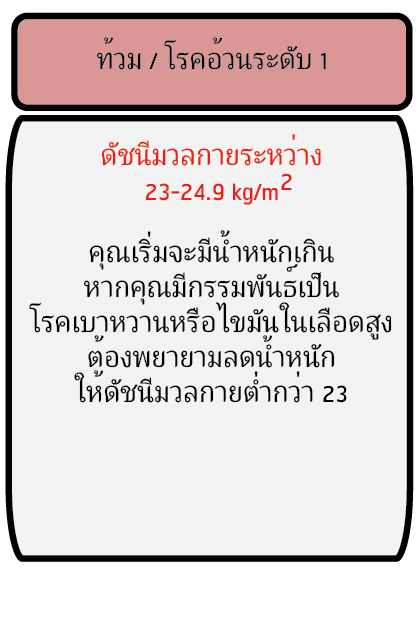 ท้วม / โรคอ้วนระดับ 1
ดัชนีมวลกายระหว่าง
23-24.9 kg/m²
คุณเริ่มจะมีน้ำหนักเกิน
หากคุณมีกรรมพันธ์เป็น
โรคเบาหวานหรือไขมันในเลือดสูง
ต้องพยายามลดน้ำหนัก
ให้ดัชนีมวลกายต่ำกว่า 23